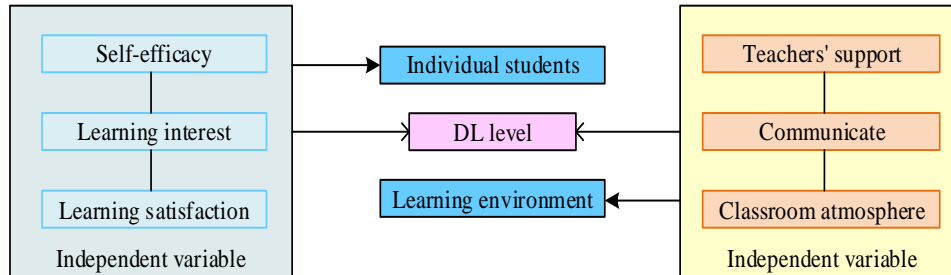 Self-efficacy
Learning interest
Learning satisfaction
Independent variable
Individual students
DL level
Learning environment
Teachers' support
Communicate
Classroom atmosphere
Independent variable